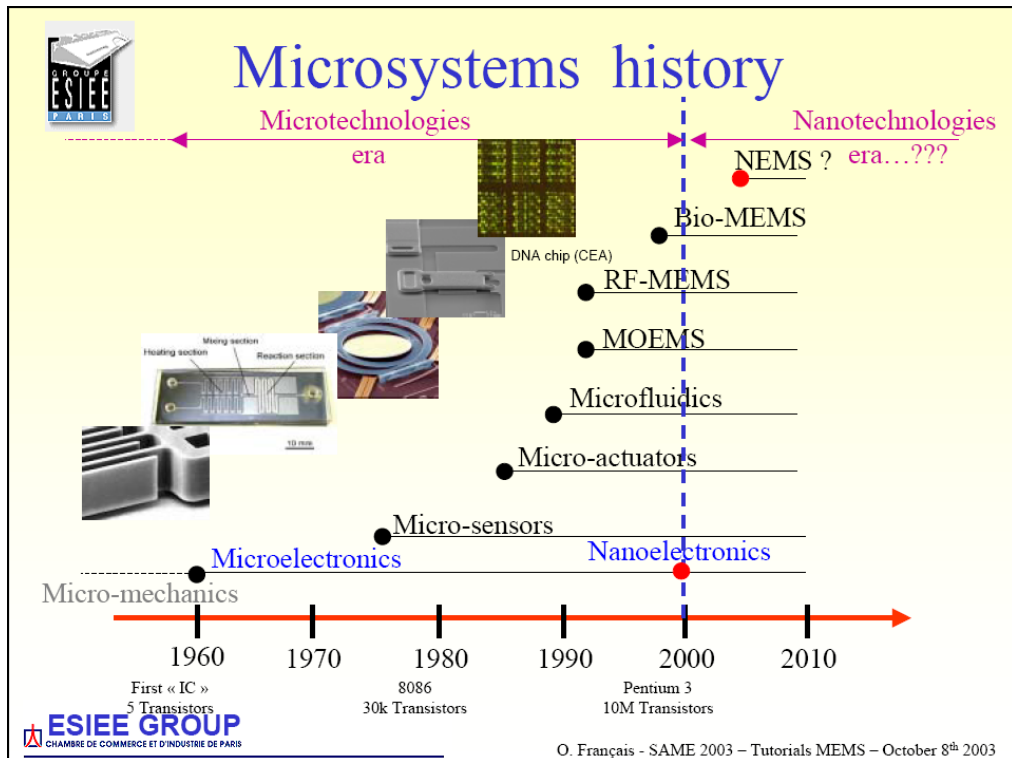 GROUPE
ESIEE
PARIS
Microsystems history
Microtechnologies
era
Nanotechnologies
era…???
NEMS ?
Bio-MEMS
DNA chip (CEA)
RF-MEMS
MOEMS
Mixing section
Heating section
Reaction section
10 mm
Microfluidics
Micro-actuators
Micro-sensors
Microelectronics
Nanoelectronics
Micro-mechanics
1960 1970 1980 1990 2000 2010
First « IC » 8086 Pentium 3
5 Transistors 30k Transistors 10M Transistors
ESIEE GROUP
CHAMBRE DE COMMERCE ET D'INDUSTRIE DE PARIS
O. Français - SAME 2003 – Tutorials MEMS – October 8th 2003